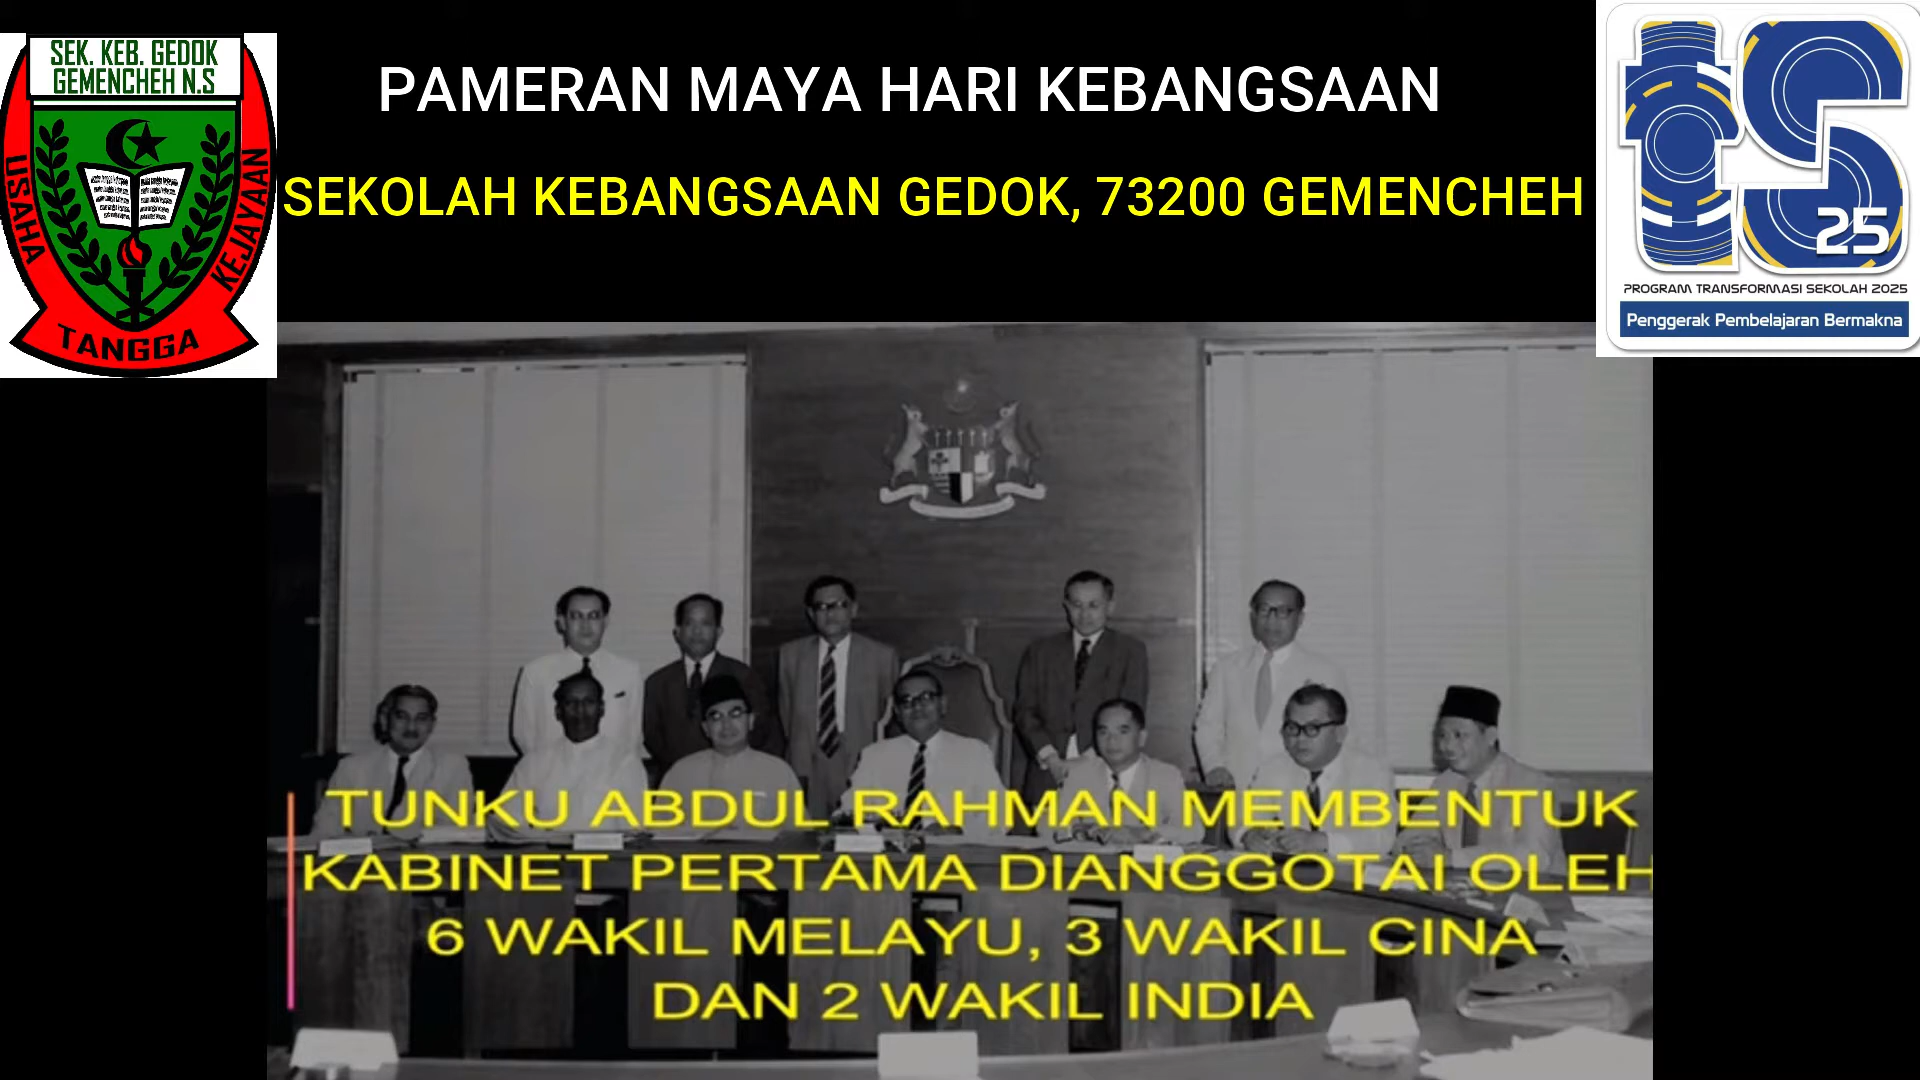 SEK. KEB. GEDOK
GEMENCHEH N.S
USAHA
TANGGA
KEJAYAAN
PAMERAN MAYA HARI KEBANGSAAN
SEKOLAH KEBANGSAAN GEDOK, 73200 GEMENCHEH
tS
25
PROGRAM TRANSFORMASI SEKOLAH 2025
Penggerak Pembelajaran Bermakna
TUNKU ABDUL RAHMAN MEMBENTUK
KABINET PERTAMA DIANGGOTAI OLEH
6 WAKIL MELAYU, 3 WAKIL CINA
DAN 2 WAKIL INDIA